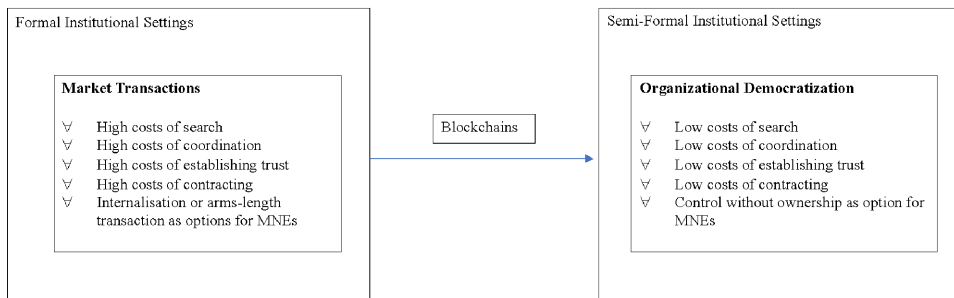 Formal Institutional Settings
Market Transactions
∀ High costs of search
∀ High costs of coordination
∀ High costs of establishing trust
∀ High costs of contracting
∀ Internalisation or arms-length
transaction as options for MNEs
Blockchains
Semi-Formal Institutional Settings
Organizational Democratization
∀ Low costs of search
∀ Low costs of coordination
∀ Low costs of establishing trust
∀ Low costs of contracting
∀ Control without ownership as option for
MNEs